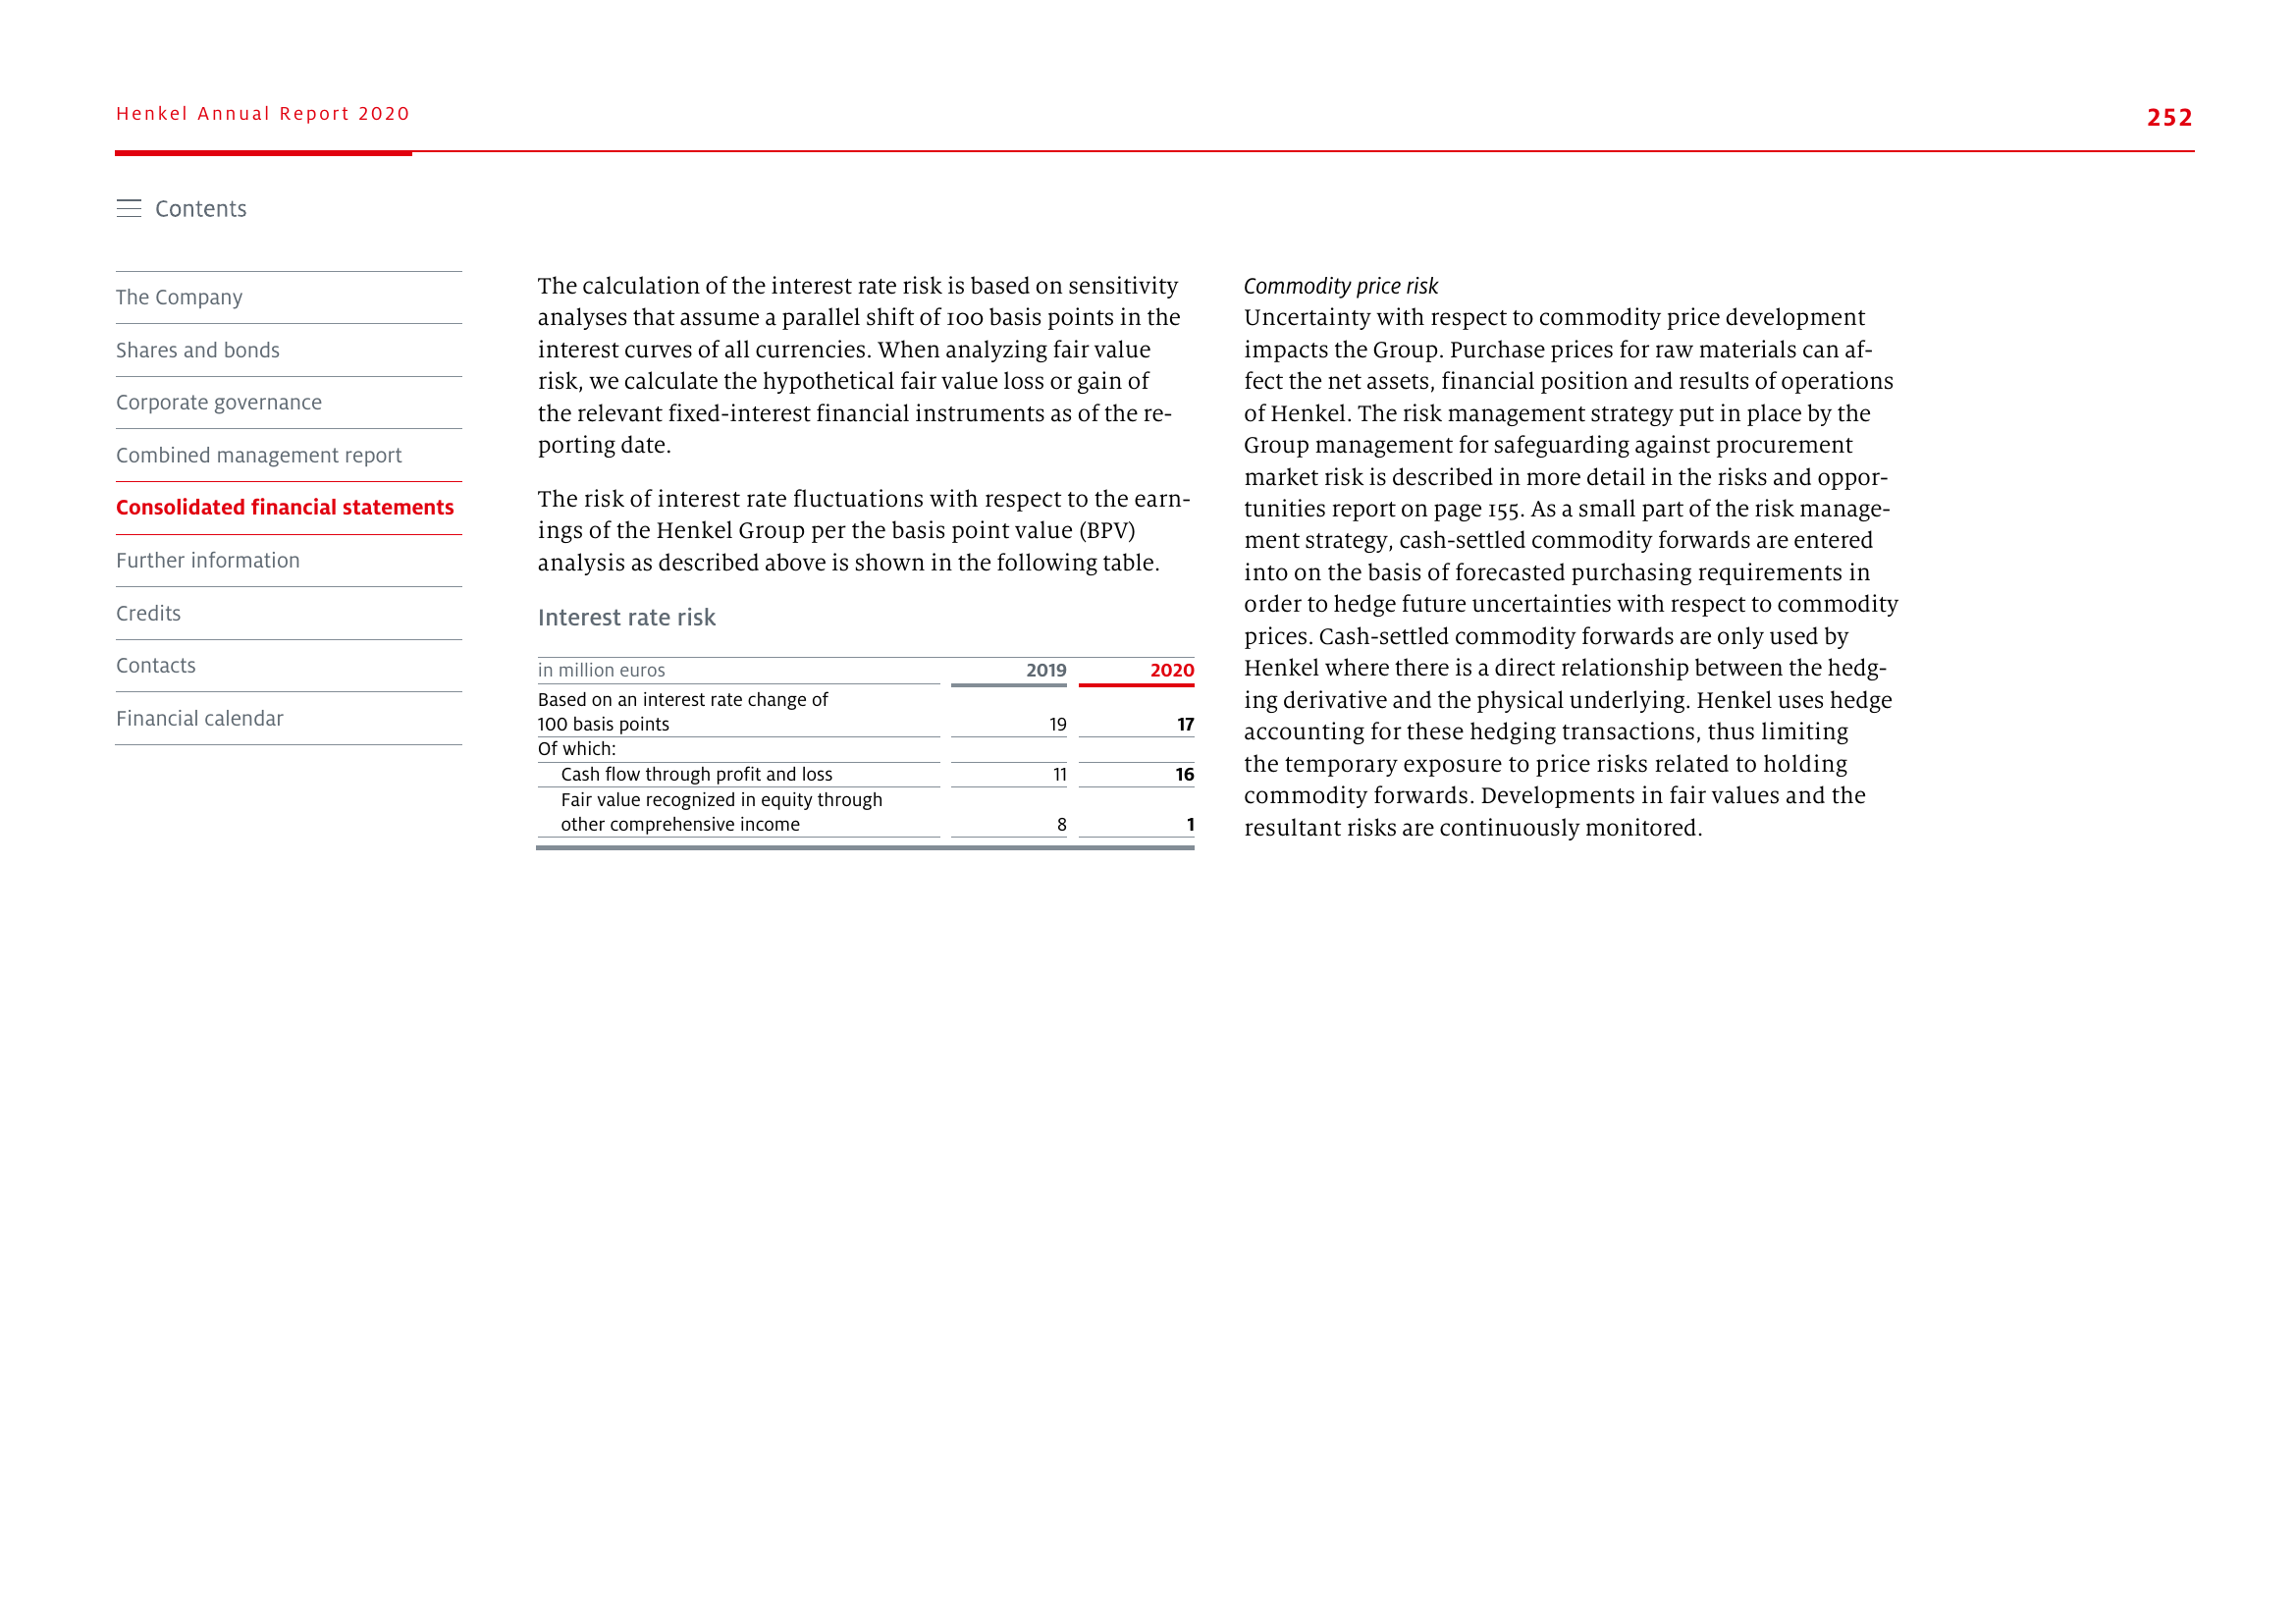 Henkel Annual Report 2020
252
Contents
The Company
Shares and bonds
Corporate governance
Combined management report
Consolidated financial statements
Further information
Credits
Contacts
Financial calendar
The calculation of the interest rate risk is based on sensitivity
analyses that assume a parallel shift of 100 basis points in the
interest curves of all currencies. When analyzing fair value
risk, we calculate the hypothetical fair value loss or gain of
the relevant fixed-interest financial instruments as of the re-
porting date.
The risk of interest rate fluctuations with respect to the earn-
ings of the Henkel Group per the basis point value (BPV)
analysis as described above is shown in the following table.
Interest rate risk
in million euros 2019 2020
Based on an interest rate change of
100 basis points 19 17
Of which:
Cash flow through profit and loss 11 16
Fair value recognized in equity through
other comprehensive income 8 1
Commodity price risk
Uncertainty with respect to commodity price development
impacts the Group. Purchase prices for raw materials can af-
fect the net assets, financial position and results of operations
of Henkel. The risk management strategy put in place by the
Group management for safeguarding against procurement
market risk is described in more detail in the risks and oppor-
tunities report on page 155. As a small part of the risk manage-
ment strategy, cash-settled commodity forwards are entered
into on the basis of forecasted purchasing requirements in
order to hedge future uncertainties with respect to commodity
prices. Cash-settled commodity forwards are only used by
Henkel where there is a direct relationship between the hedg-
ing derivative and the physical underlying. Henkel uses hedge
accounting for these hedging transactions, thus limiting
the temporary exposure to price risks related to holding
commodity forwards. Developments in fair values and the
resultant risks are continuously monitored.